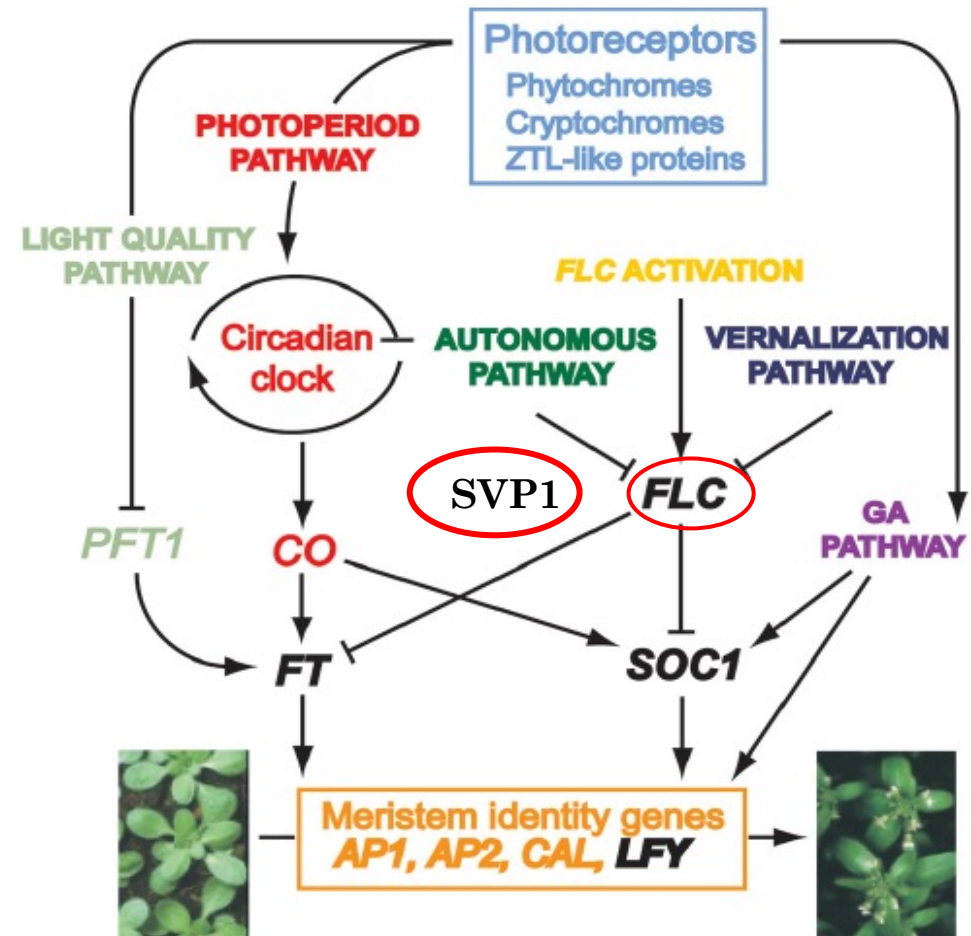 Photoreceptors
Phytochromes
Cryptochromes
ZTL-like proteins
PHOTOPERIOD
PATHWAY
LIGHT QUALITY
PATHWAY
FLC ACTIVATION
Circadian
clock
AUTONOMOUS
PATHWAY
VERNALIZATION
PATHWAY
SVP1
FLC
GA
PATHWAY
PFT1
CO
FT
SOC1
Meristem identity genes
AP1, AP2, CAL, LFY